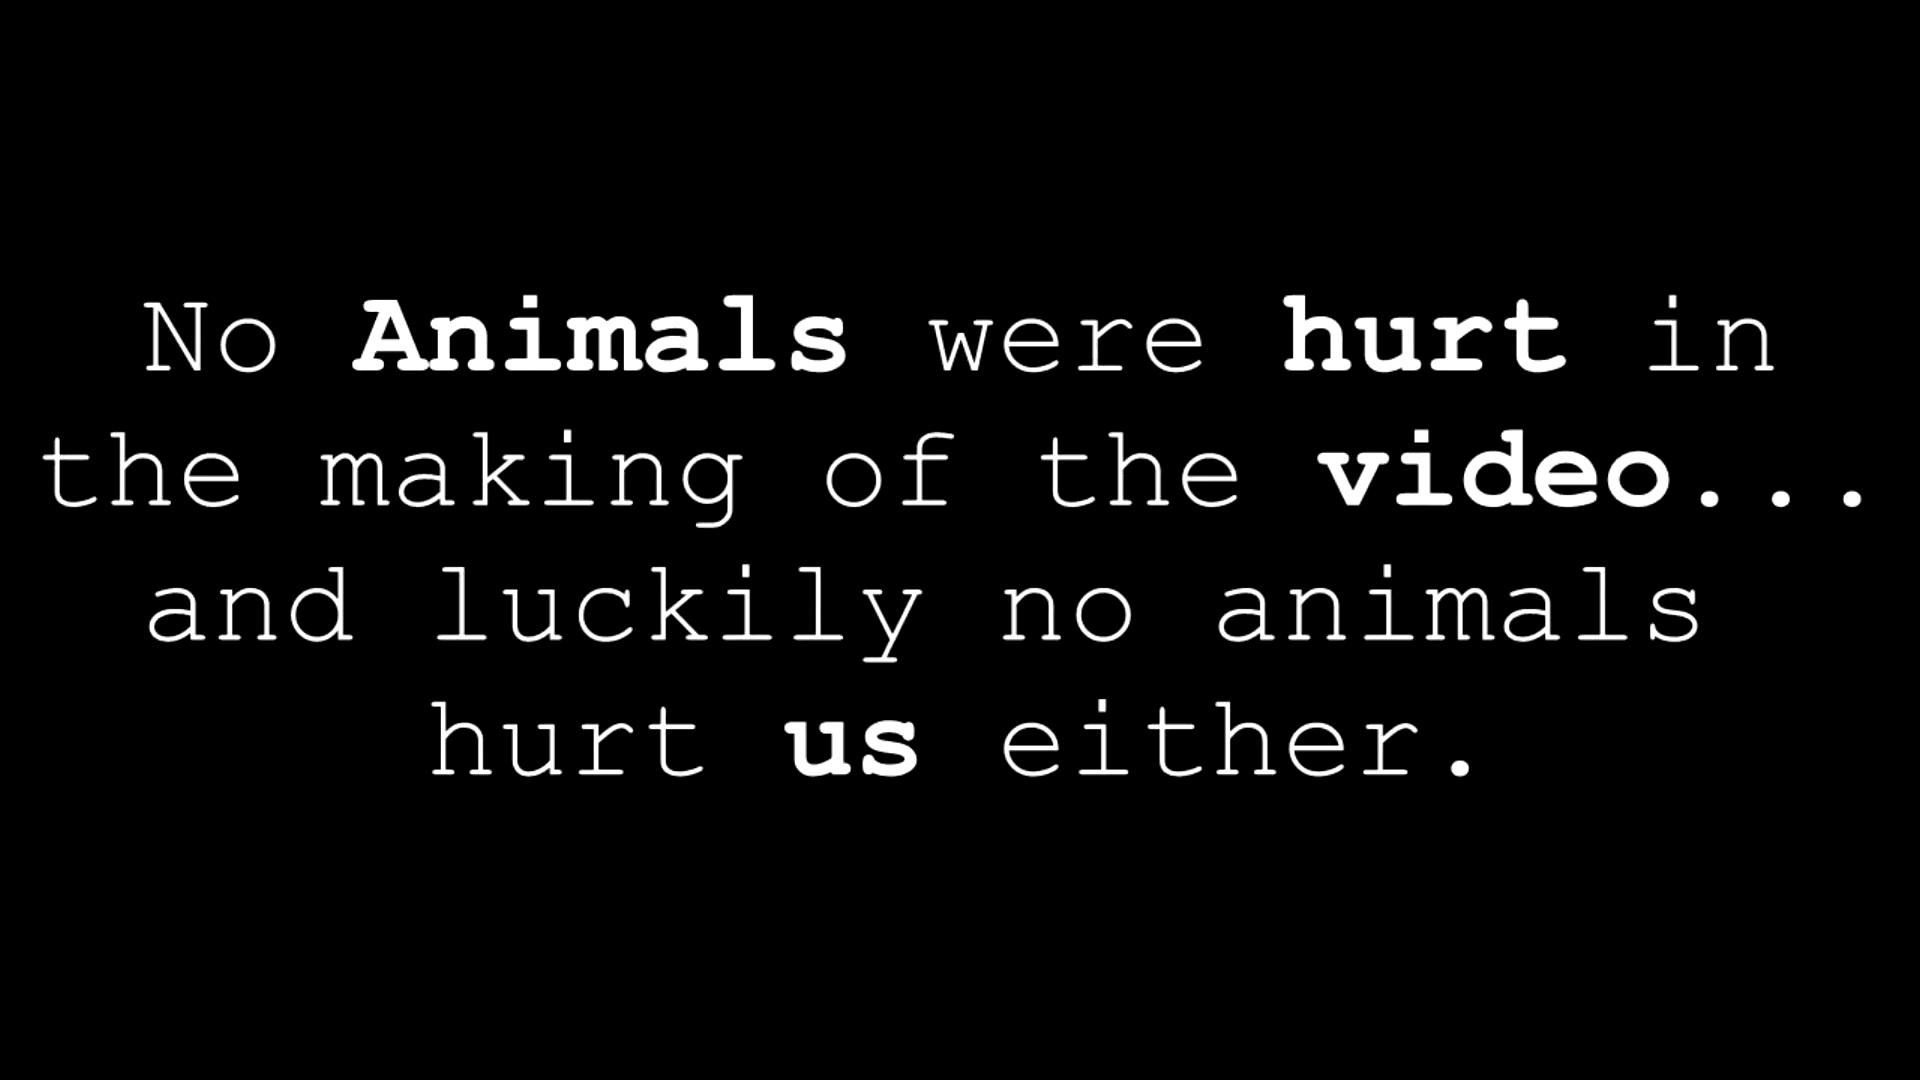 No Animals were hurt in
the making of the video...
and luckily no animals
hurt us either.